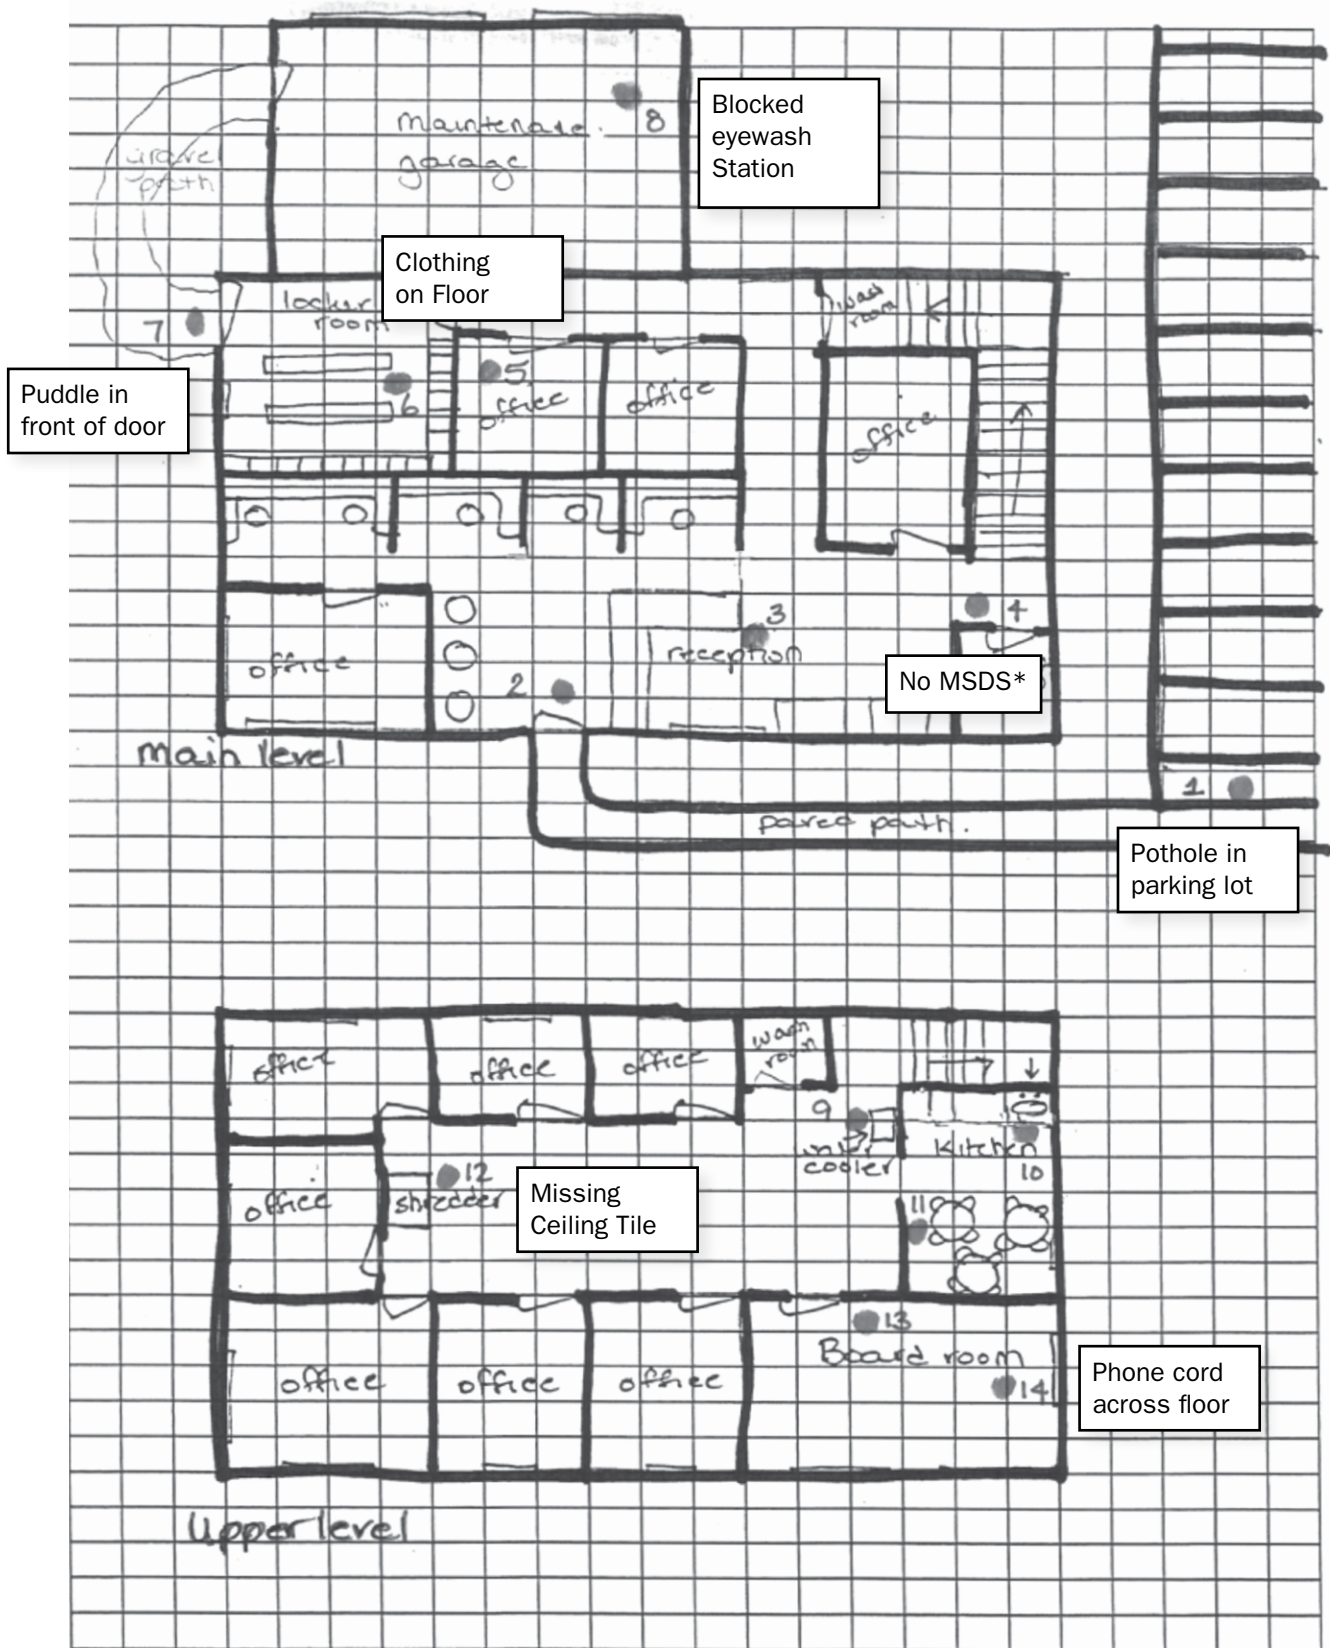 maintenance
garage
8
Blocked
eyewash
Station
gravel
path
Clothing
on Floor
locker
room
wash
room
7
5
office
office
6
office
Puddle in
front of door
3
4
reception
office
2
No MSDS*
main level
1
paved path.
Pothole in
parking lot
office
office
office
wash
room
9
water
cooler
Kitchen
10
12
shredder
office
Missing
Ceiling Tile
11
13
Board room
14
office
office
office
Phone cord
across floor
Upper level